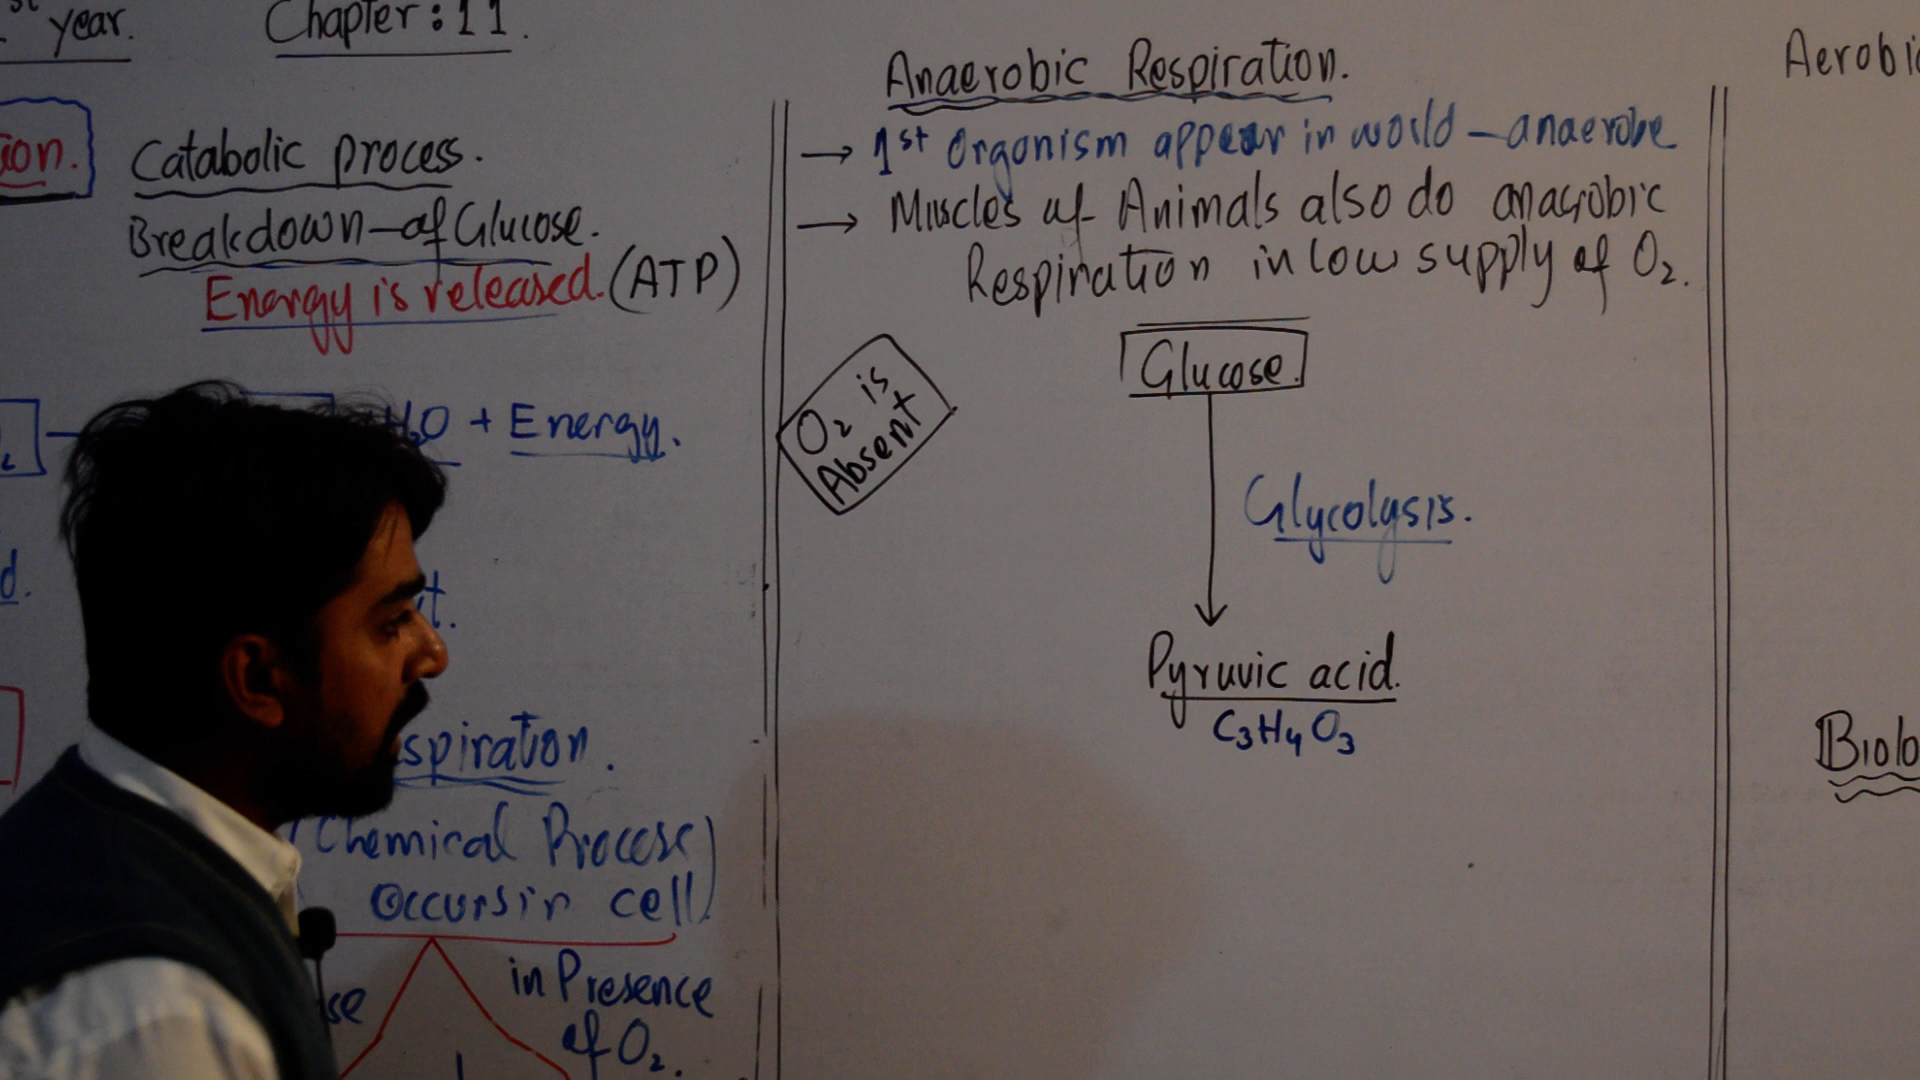 year.
Chapter: 11.
Catabolic process.
Breakdown of Glucose.
Energy is released. (ATP)
H₂O + Energy.
spiration.
(Chemical Process
Occurs in cell)
in Presence
of O₂.
Anaerobic Respiration.
→ 1st Organism appear in world – anaerobe
→ Muscles of Animals also do anaerobic
Respiration in low supply of O₂.
O₂ is
Absent
Glucose.
Glycolysis.
Pyruvic acid.
C₃H₄O₃
Aerobic
Biolo